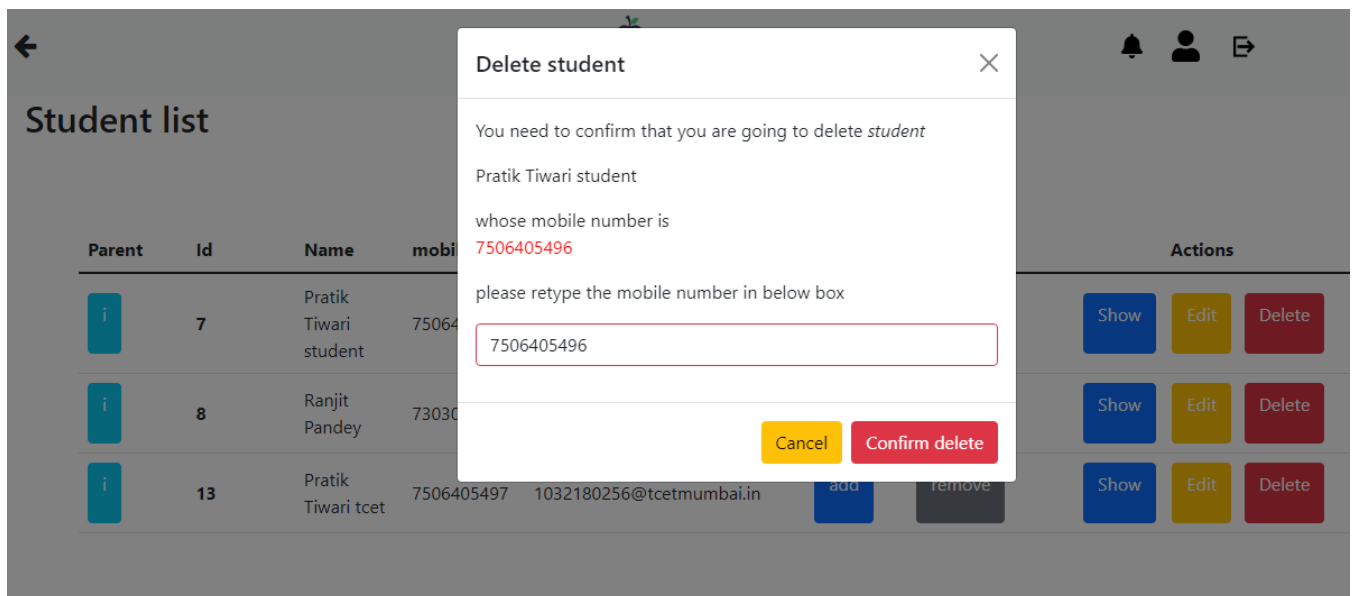 Delete student
Student list
You need to confirm that you are going to delete student
Pratik Tiwari student
whose mobile number is
7506405496
please retype the mobile number in below box
7506405496
Cancel Confirm delete
Parent Id Name mobi Actions
i 7 Pratik Tiwari student 75064 Show Edit Delete
i 8 Ranjit Pandey 7303 Show Edit Delete
i 13 Pratik Tiwari tcet 7506405497 1032180256@tcetmumbai.in add remove Show Edit Delete